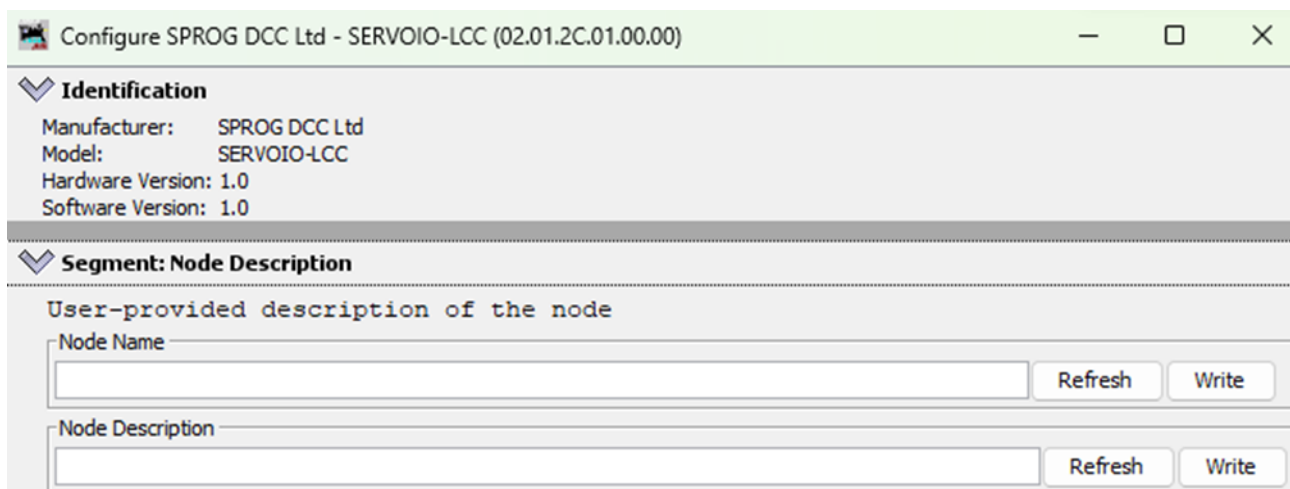 Configure SPROG DCC Ltd - SERVOIO-LCC (02.01.2C.01.00.00)
Identification
Manufacturer: SPROG DCC Ltd
Model: SERVOIO-LCC
Hardware Version: 1.0
Software Version: 1.0
Segment: Node Description
User-provided description of the node
Node Name
Refresh Write
Node Description
Refresh Write